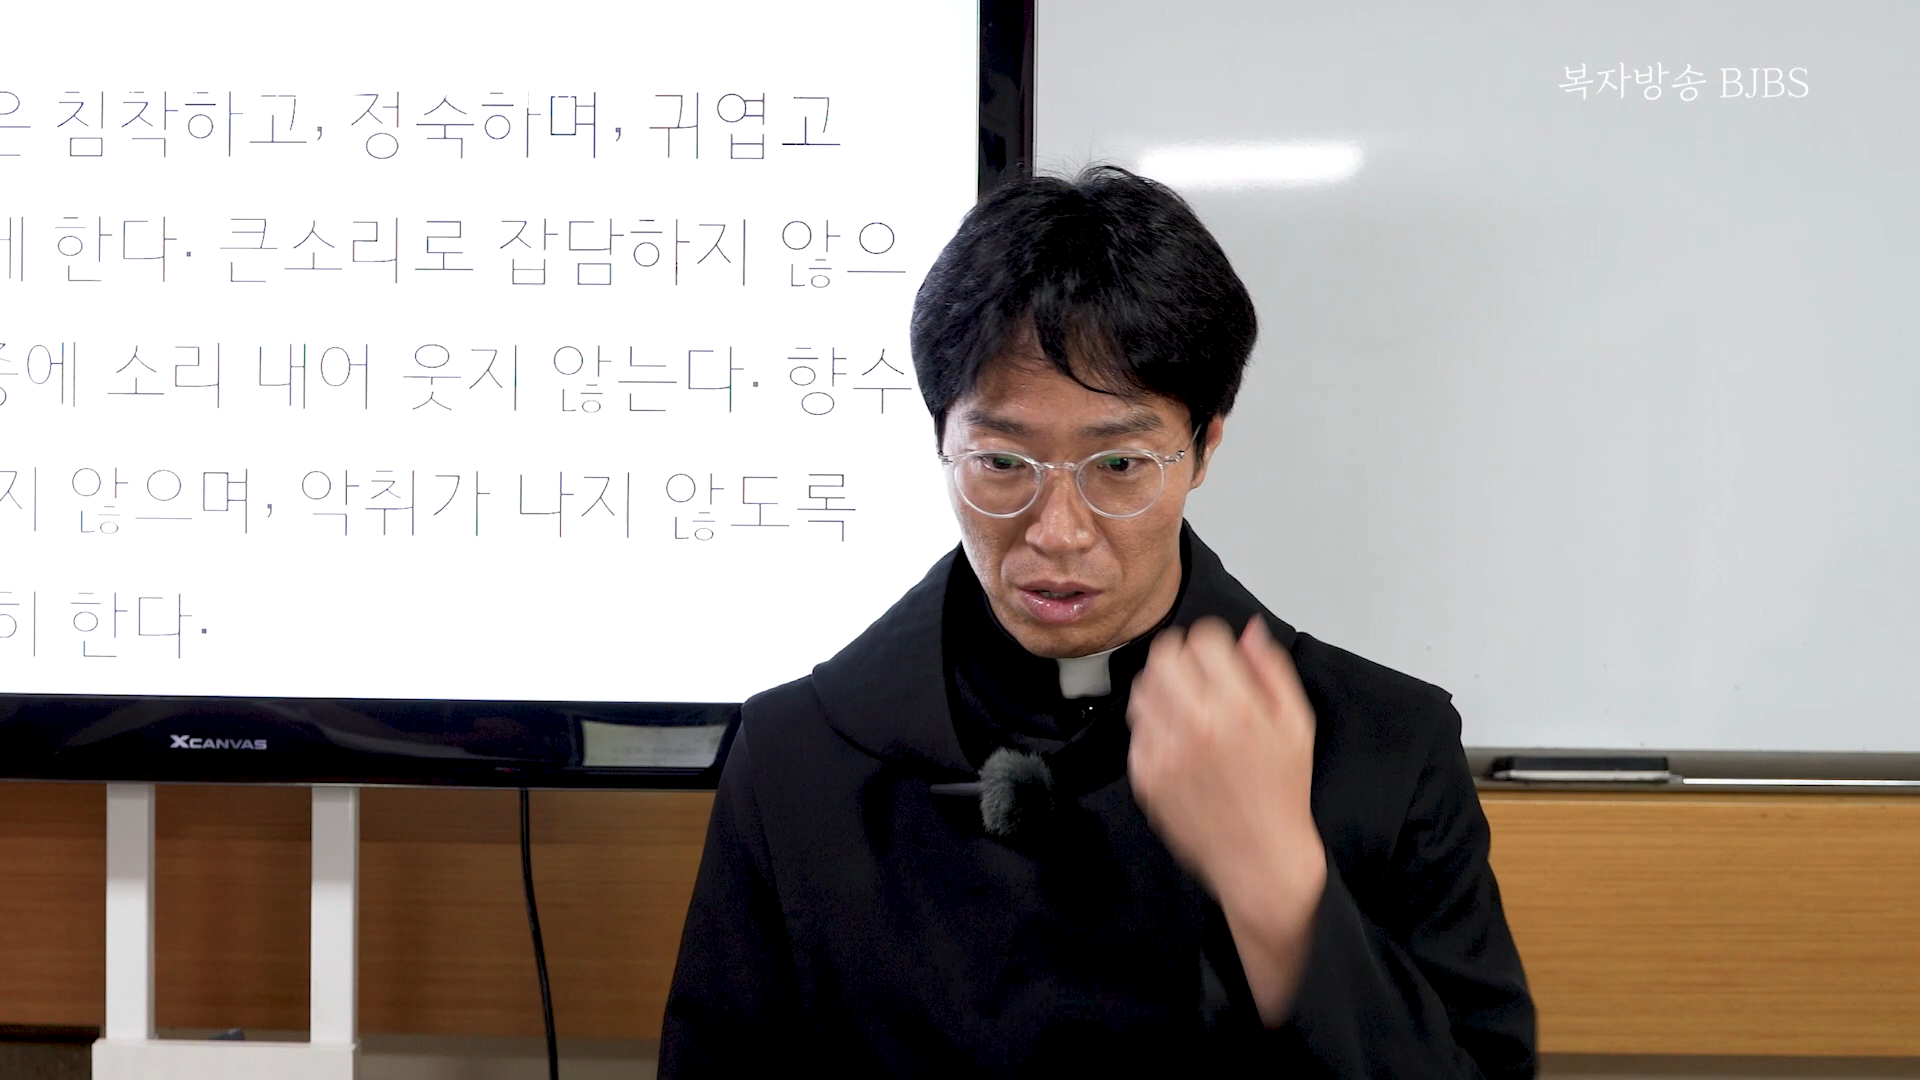 복자방송 BJBS
은 침착하고, 정숙하며, 귀엽고
게 한다. 큰소리로 잡담하지 않으
중에 소리 내어 웃지 않는다. 향수
지 않으며, 악취가 나지 않도록
히 한다.
XCANVAS